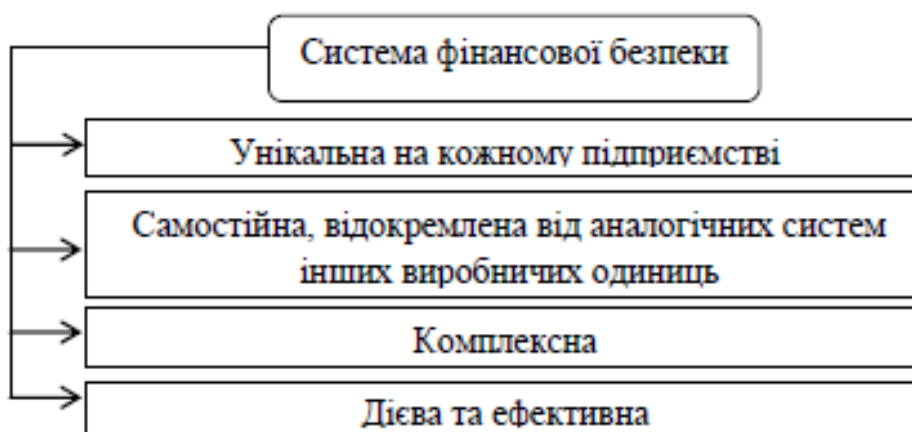 Система фінансової безпеки
Унікальна на кожному підприємстві
Самостійна, відокремлена від аналогічних систем
інших виробничих одиниць
Комплексна
Дієва та ефективна